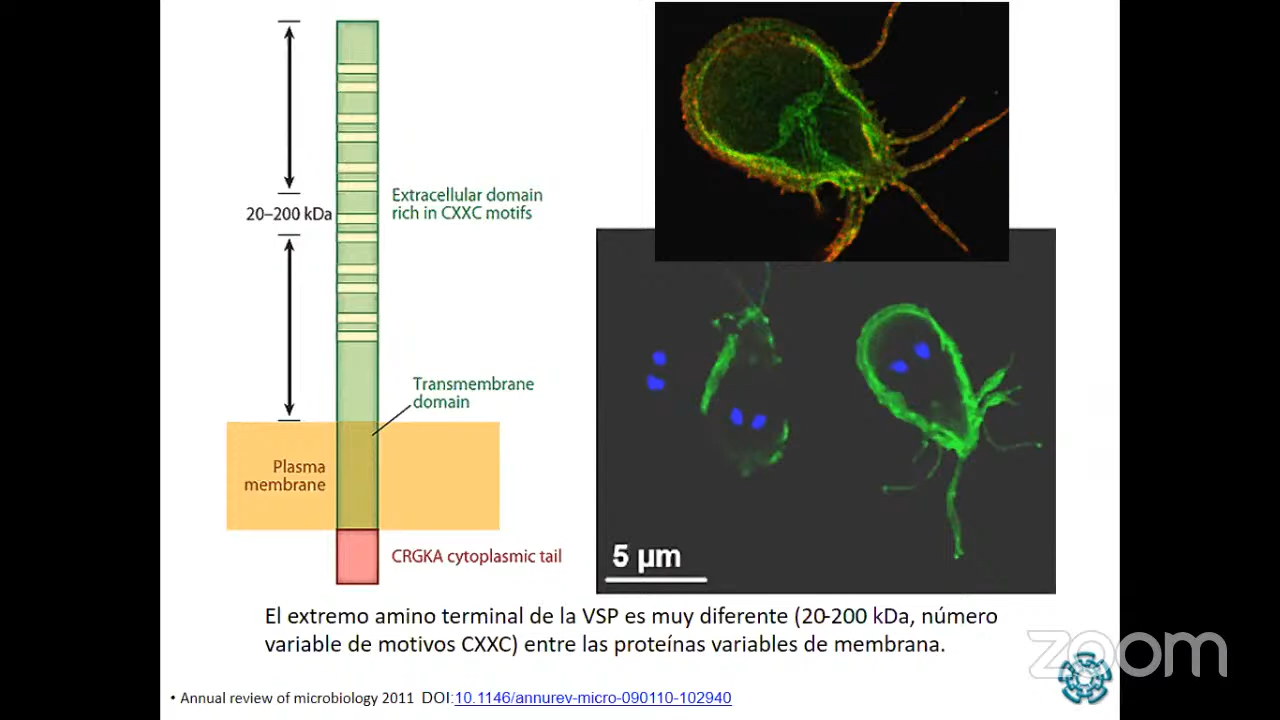 20–200 kDa
Extracellular domain
rich in CXXC motifs
Transmembrane
domain
Plasma
membrane
CRGKA cytoplasmic tail
5 µm
El extremo amino terminal de la VSP es muy diferente (20-200 kDa, número
variable de motivos CXXC) entre las proteínas variables de membrana.
• Annual review of microbiology 2011 DOI:10.1146/annurev-micro-090110-102940
zoom